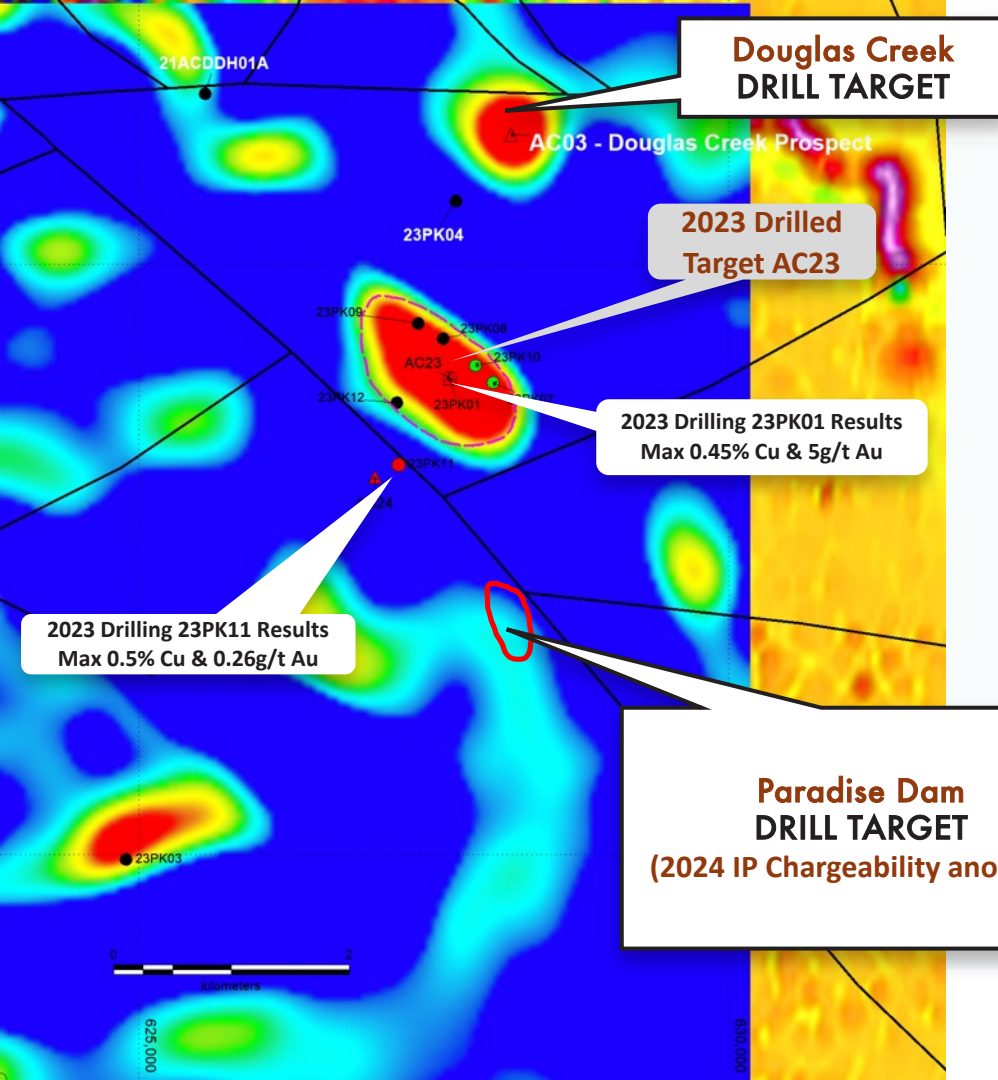 21ACDDH01A
Douglas Creek
DRILL TARGET
AC03 - Douglas Creek Prospect
23PK04
2023 Drilled
Target AC23
23PK09
23PK08
23PK10
AC23
23PK12
23PK01
2023 Drilling 23PK01 Results
Max 0.45% Cu & 5g/t Au
23PK11
2023 Drilling 23PK11 Results
Max 0.5% Cu & 0.26g/t Au
Paradise Dam
DRILL TARGET
(2024 IP Chargeability ano
23PK03
0 2
kilometers
625,000
630,000